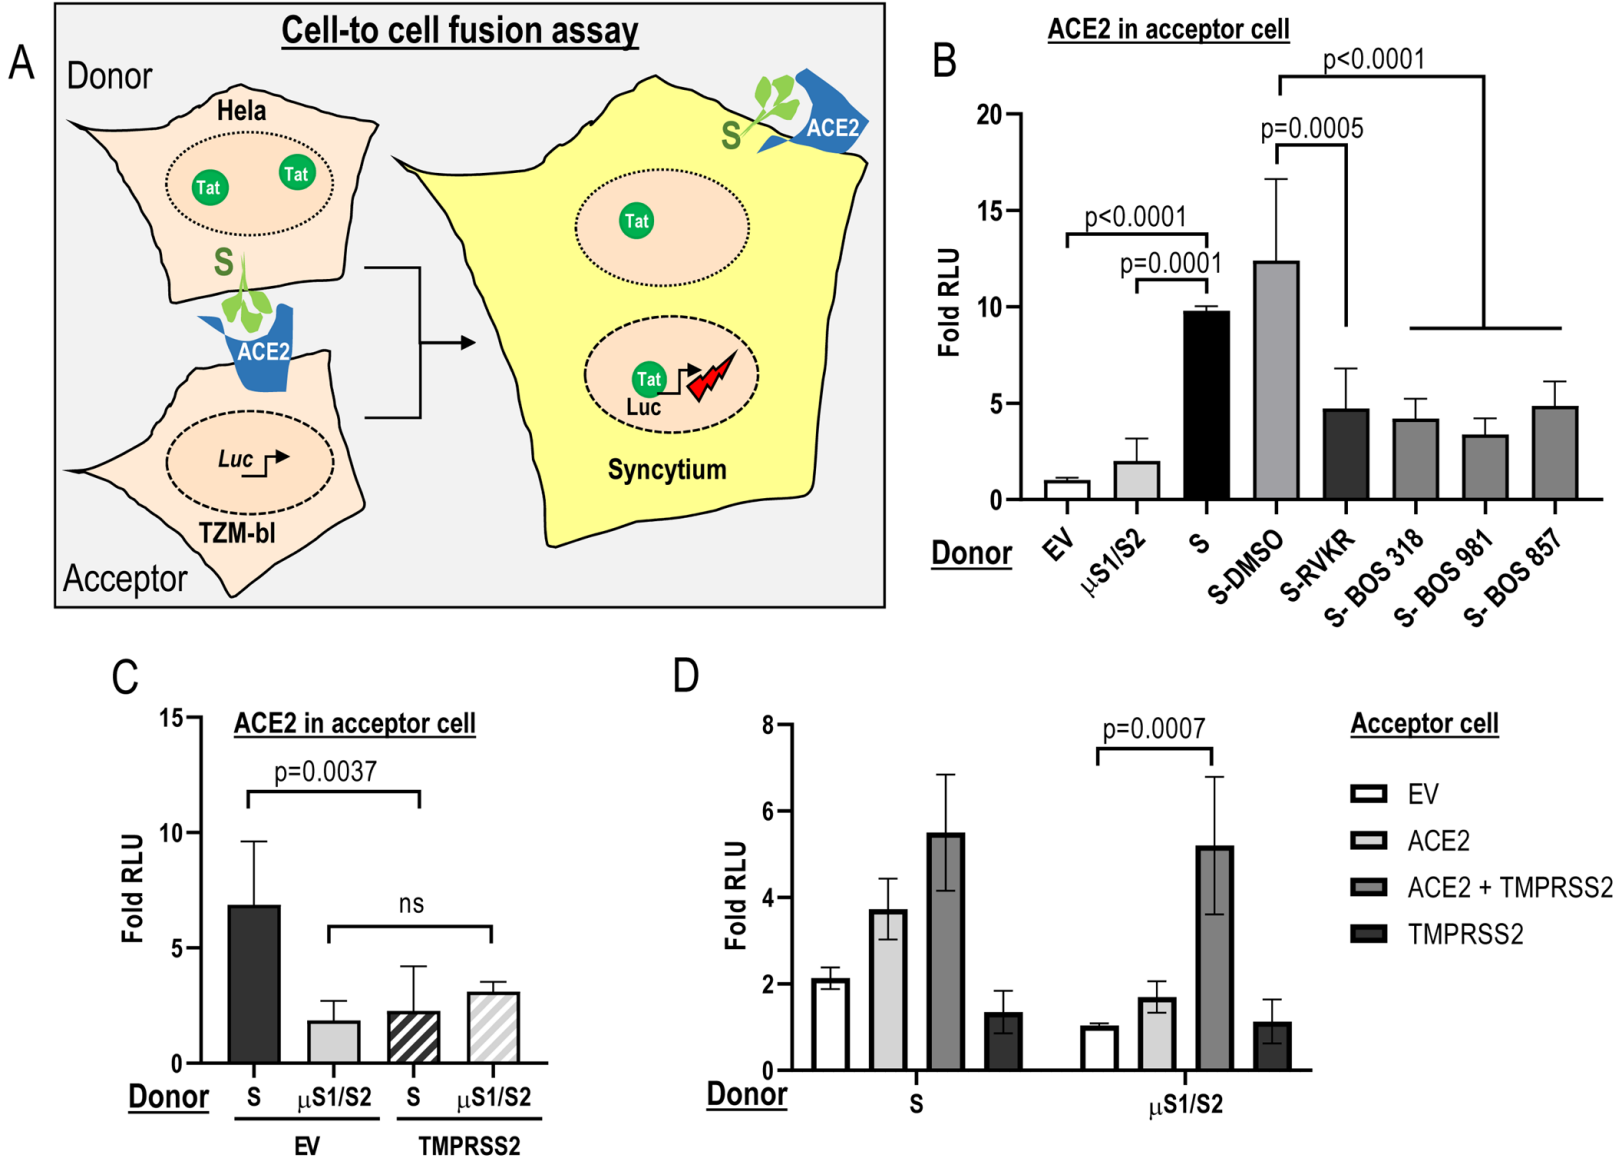 A
Cell-to cell fusion assay
Donor
Hela
Tat
Tat
S
ACE2
Luc
TZM-bl
Acceptor
S
ACE2
Tat
Tat
Luc
Syncytium
B
ACE2 in acceptor cell
p<0.0001
p=0.0005
p<0.0001
p=0.0001
Fold RLU
20
15
10
5
0
Donor
EV
μS1/S2
S
S-DMSO
S-RVKR
S- BOS 318
S- BOS 981
S- BOS 857
C
ACE2 in acceptor cell
p=0.0037
ns
Fold RLU
15
10
5
0
Donor
S
μS1/S2
S
μS1/S2
EV
TMPRSS2
D
p=0.0007
Fold RLU
8
6
4
2
0
Donor
S
μS1/S2
Acceptor cell
EV
ACE2
ACE2 + TMPRSS2
TMPRSS2